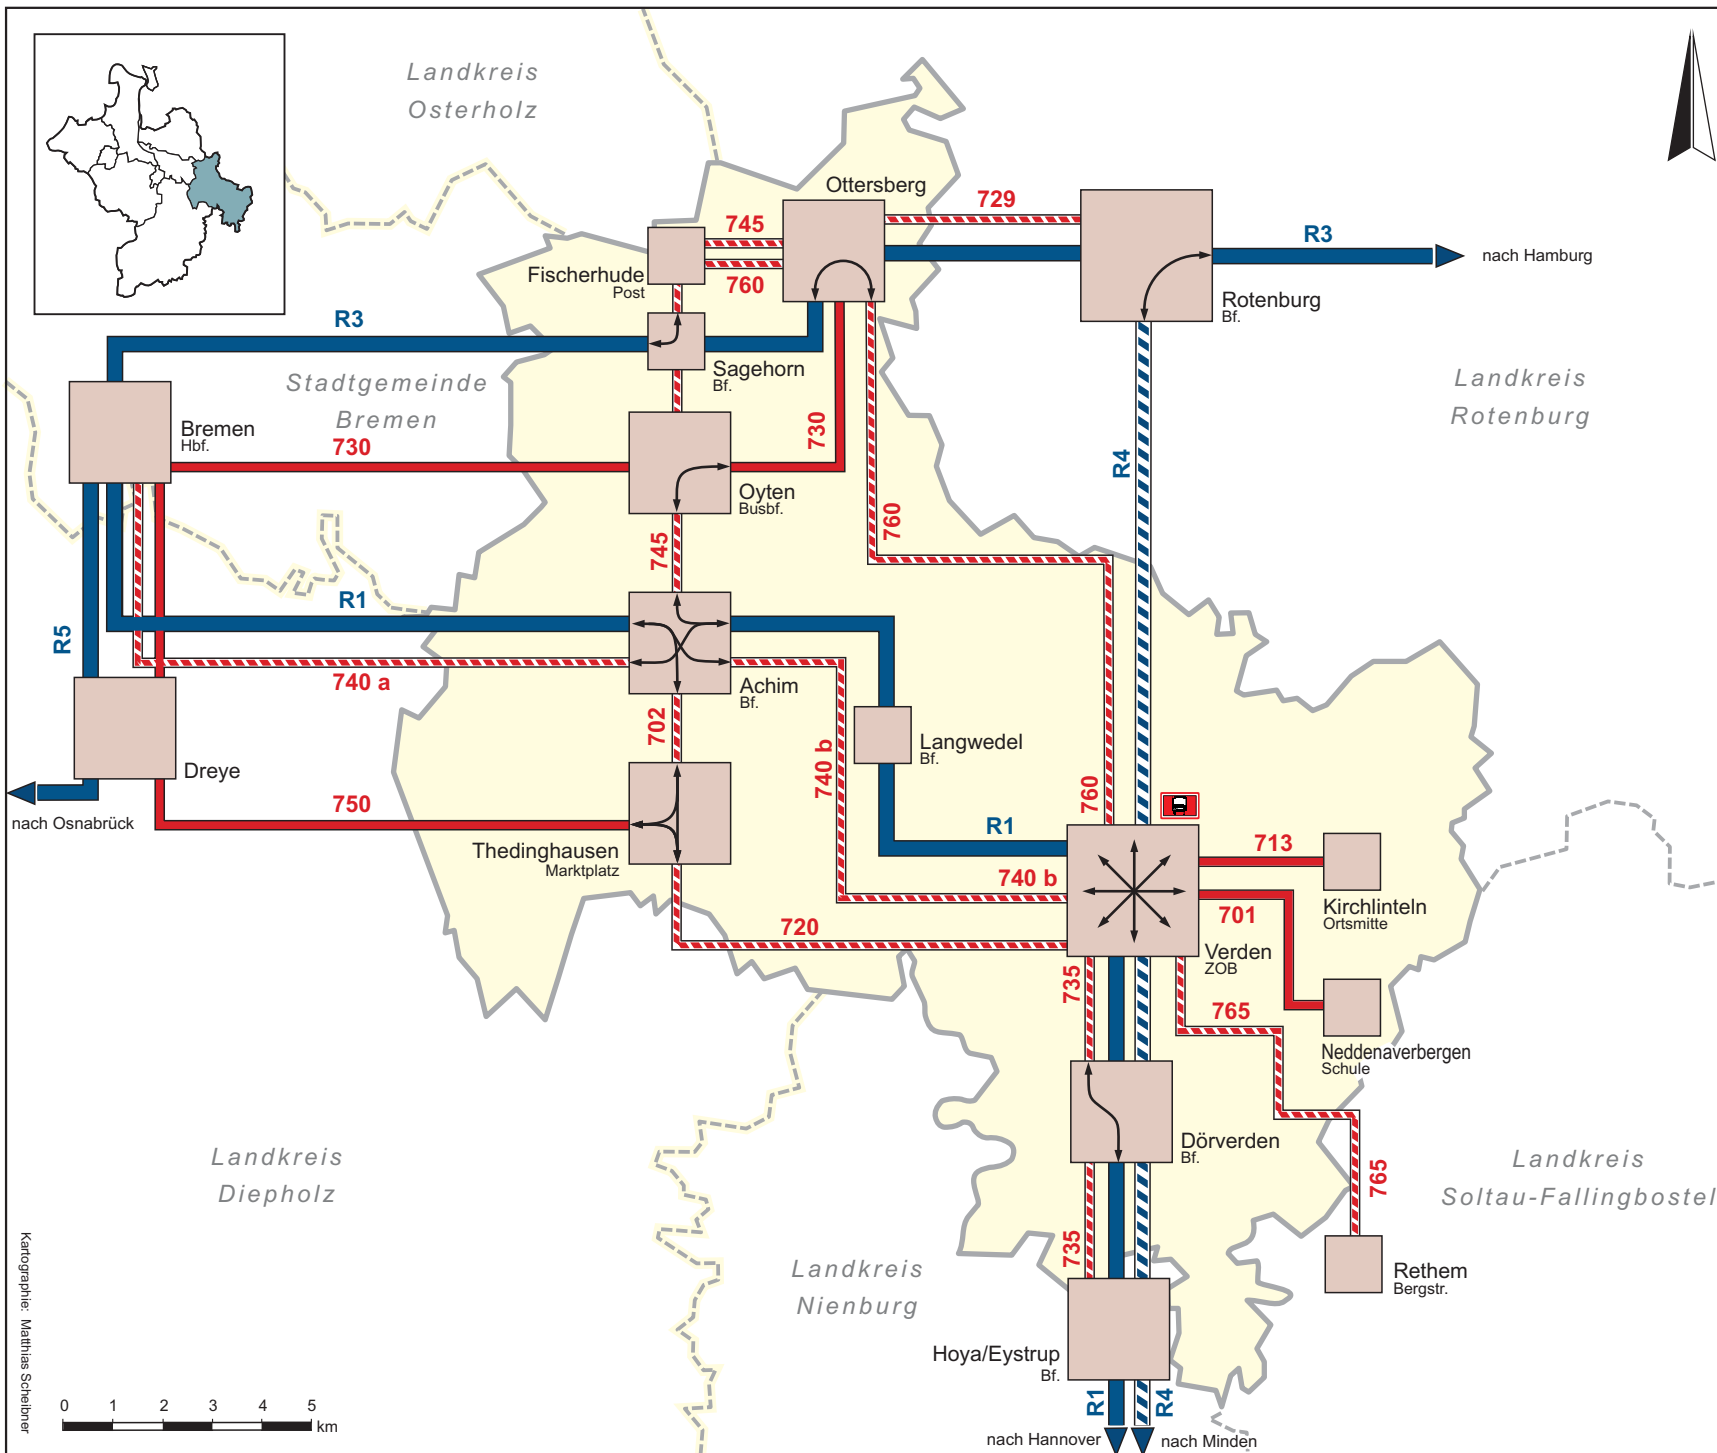 Landkreis
Osterholz
Ottersberg
745
729
R3
nach Hamburg
Fischerhude
Post
760
Rotenburg
Bf.
R3
Sagehorn
Bf.
Stadtgemeinde
Bremen
Landkreis
Rotenburg
Bremen
Hbf.
730
730
R4
Oyten
Busbf.
760
745
R1
R5
740 a
Achim
Bf.
702
740 b
Langwedel
Bf.
Dreye
750
760
nach Osnabrück
R1
713
Thedinghausen
Marktplatz
740 b
Kirchlinteln
Ortsmitte
701
720
Verden
ZOB
735
765
Neddenaverbergen
Schule
Dörverden
Bf.
Landkreis
Diepholz
Landkreis
Soltau-Fallingbostel
765
735
Landkreis
Nienburg
Rethem
Bergstr.
Hoya/Eystrup
Bf.
R1
R4
nach Hannover
nach Minden
0 1 2 3 4 5
km
Kartographie: Matthias Scheibner